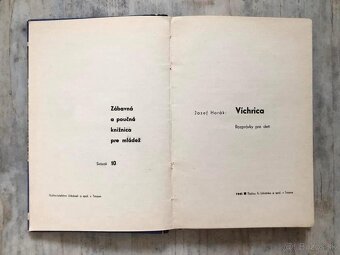 Zábavná
a poučná
knižnica
pre mládež
Sväzok 10
Jozef Horák:
Víchrica
Rozprávky pre deti